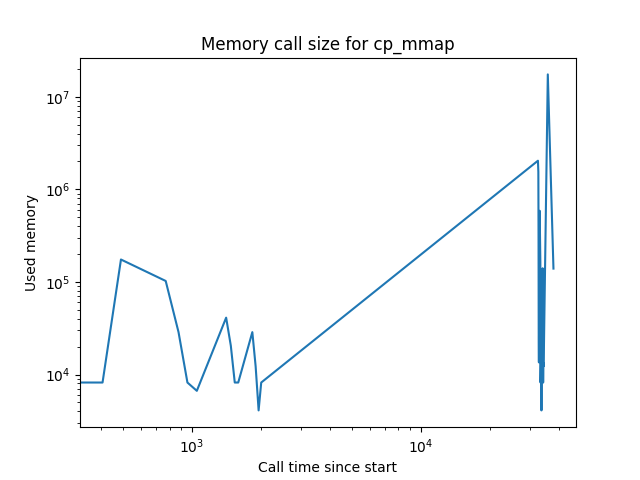 Memory call size for cp_mmap
Used memory
10⁷
10⁶
10⁵
10⁴
10³
10⁴
Call time since start